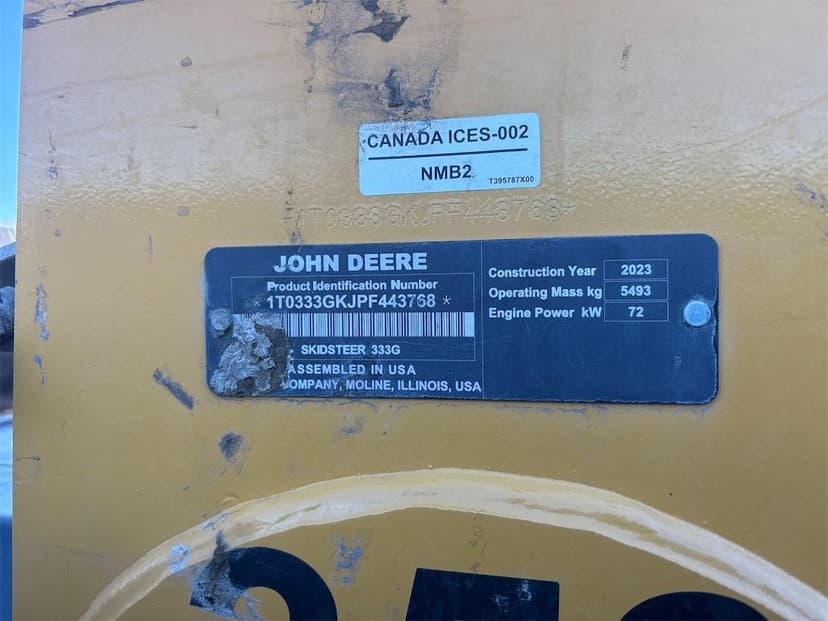 CANADA ICES-002
NMB2
T395787X00
*1T0333GKJPF443768*
JOHN DEERE
Product Identification Number
* 1T0333GKJPF443768 *
SKIDSTEER 333G
ASSEMBLED IN USA
COMPANY, MOLINE, ILLINOIS, USA
Construction Year 2023
Operating Mass kg 5493
Engine Power kW 72